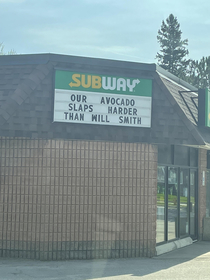 SUBWAY
OUR AVOCADO
SLAPS HARDER
THAN WILL SMITH